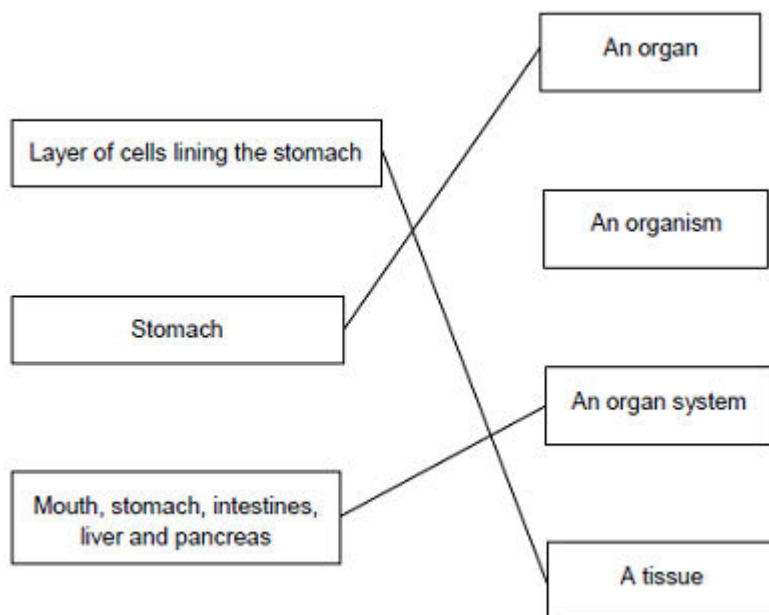 An organ
Layer of cells lining the stomach
An organism
Stomach
An organ system
Mouth, stomach, intestines,
liver and pancreas
A tissue